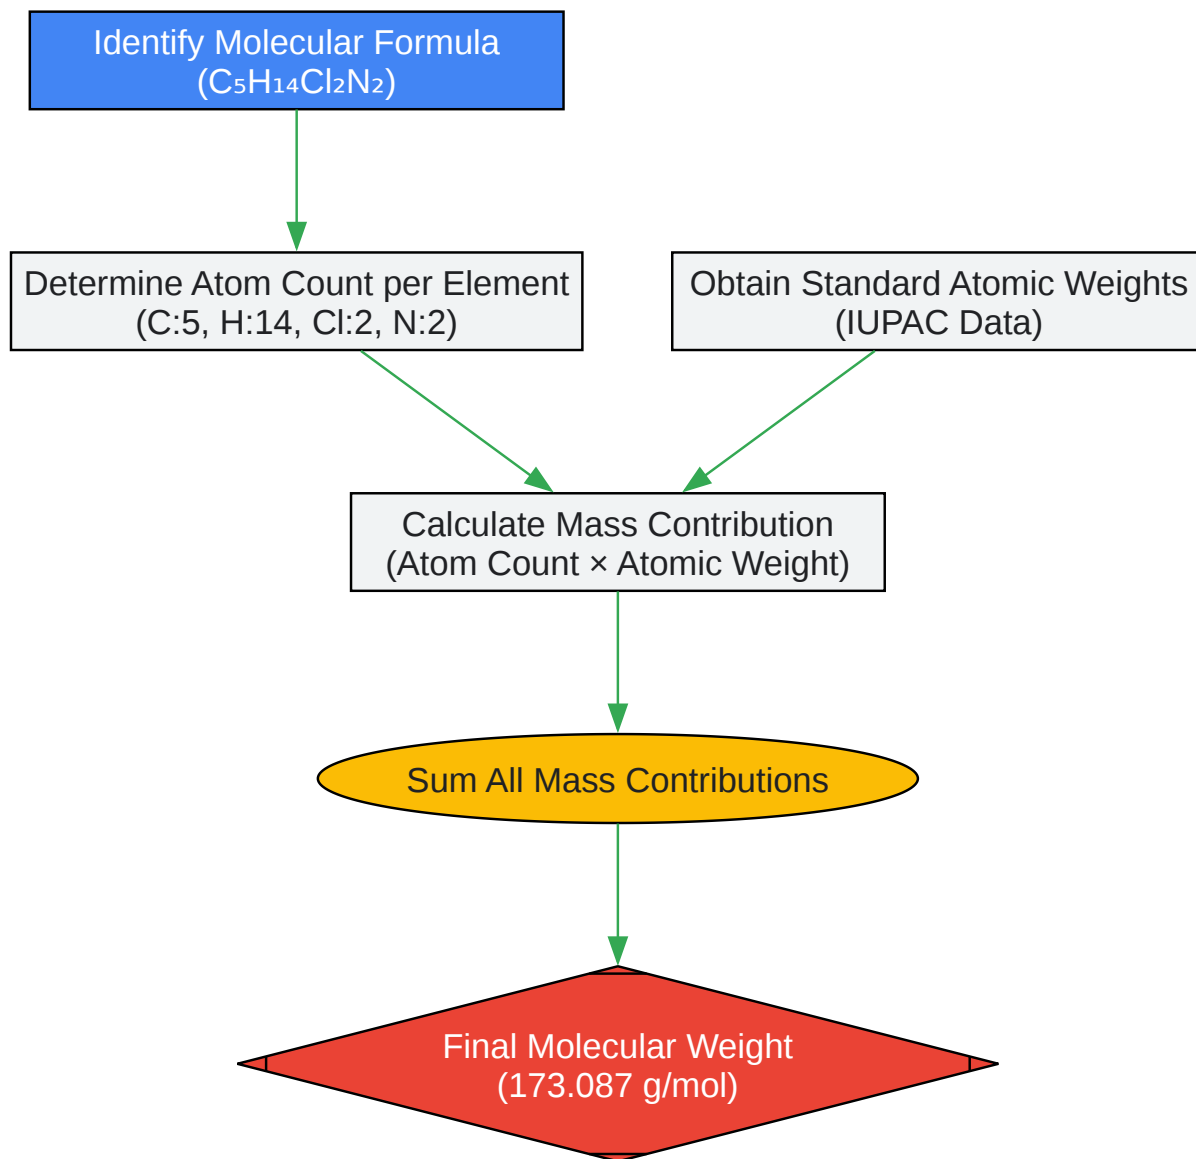 Identify Molecular Formula
(C₅H₁₄Cl₂N₂)
Determine Atom Count per Element
(C:5, H:14, Cl:2, N:2)
Obtain Standard Atomic Weights
(IUPAC Data)
Calculate Mass Contribution
(Atom Count × Atomic Weight)
Sum All Mass Contributions
Final Molecular Weight
(173.087 g/mol)